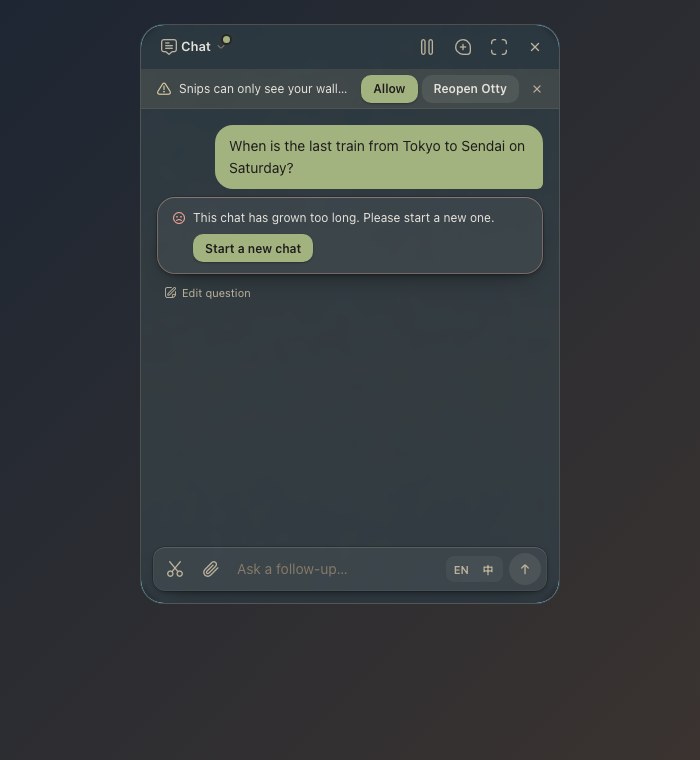 Chat
Snips can only see your wall...
Allow
Reopen Otty
When is the last train from Tokyo to Sendai on
Saturday?
This chat has grown too long. Please start a new one.
Start a new chat
Edit question
Ask a follow-up...
EN 中